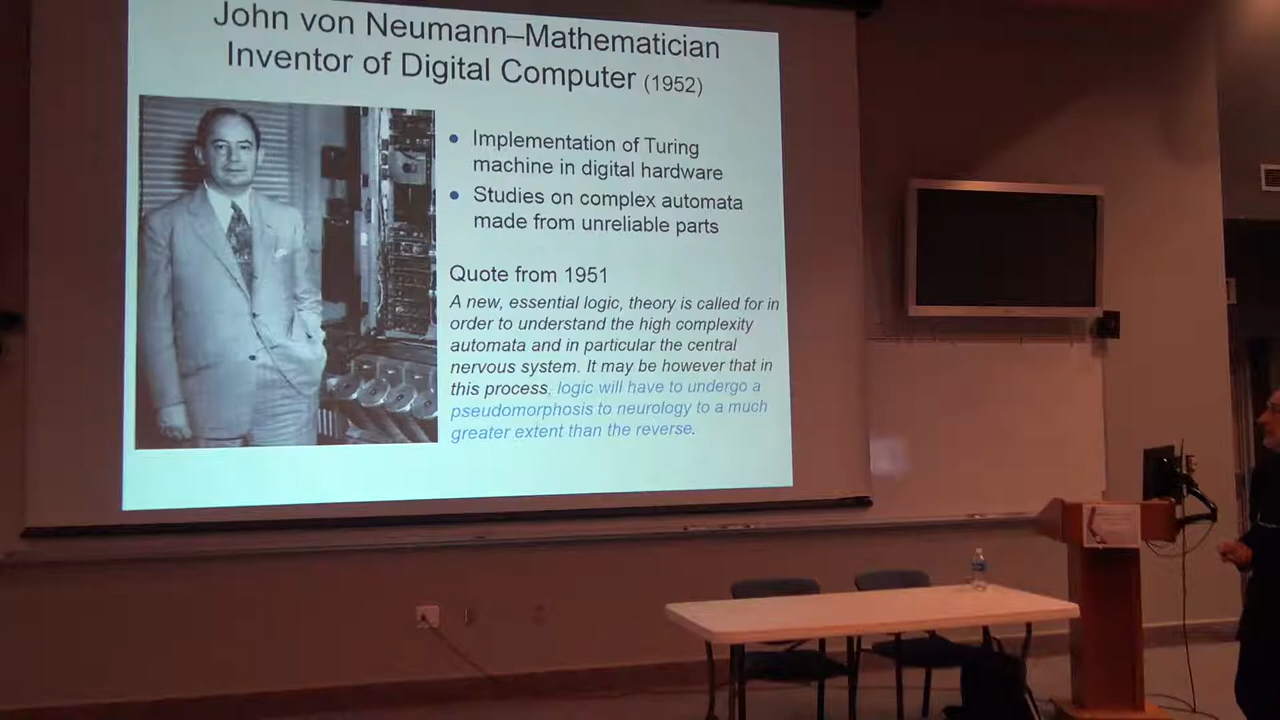 John von Neumann–Mathematician
Inventor of Digital Computer (1952)
• Implementation of Turing
machine in digital hardware
• Studies on complex automata
made from unreliable parts
Quote from 1951
A new, essential logic, theory is called for in
order to understand the high complexity
automata and in particular the central
nervous system. It may be however that in
this process, logic will have to undergo a
pseudomorphosis to neurology to a much
greater extent than the reverse.